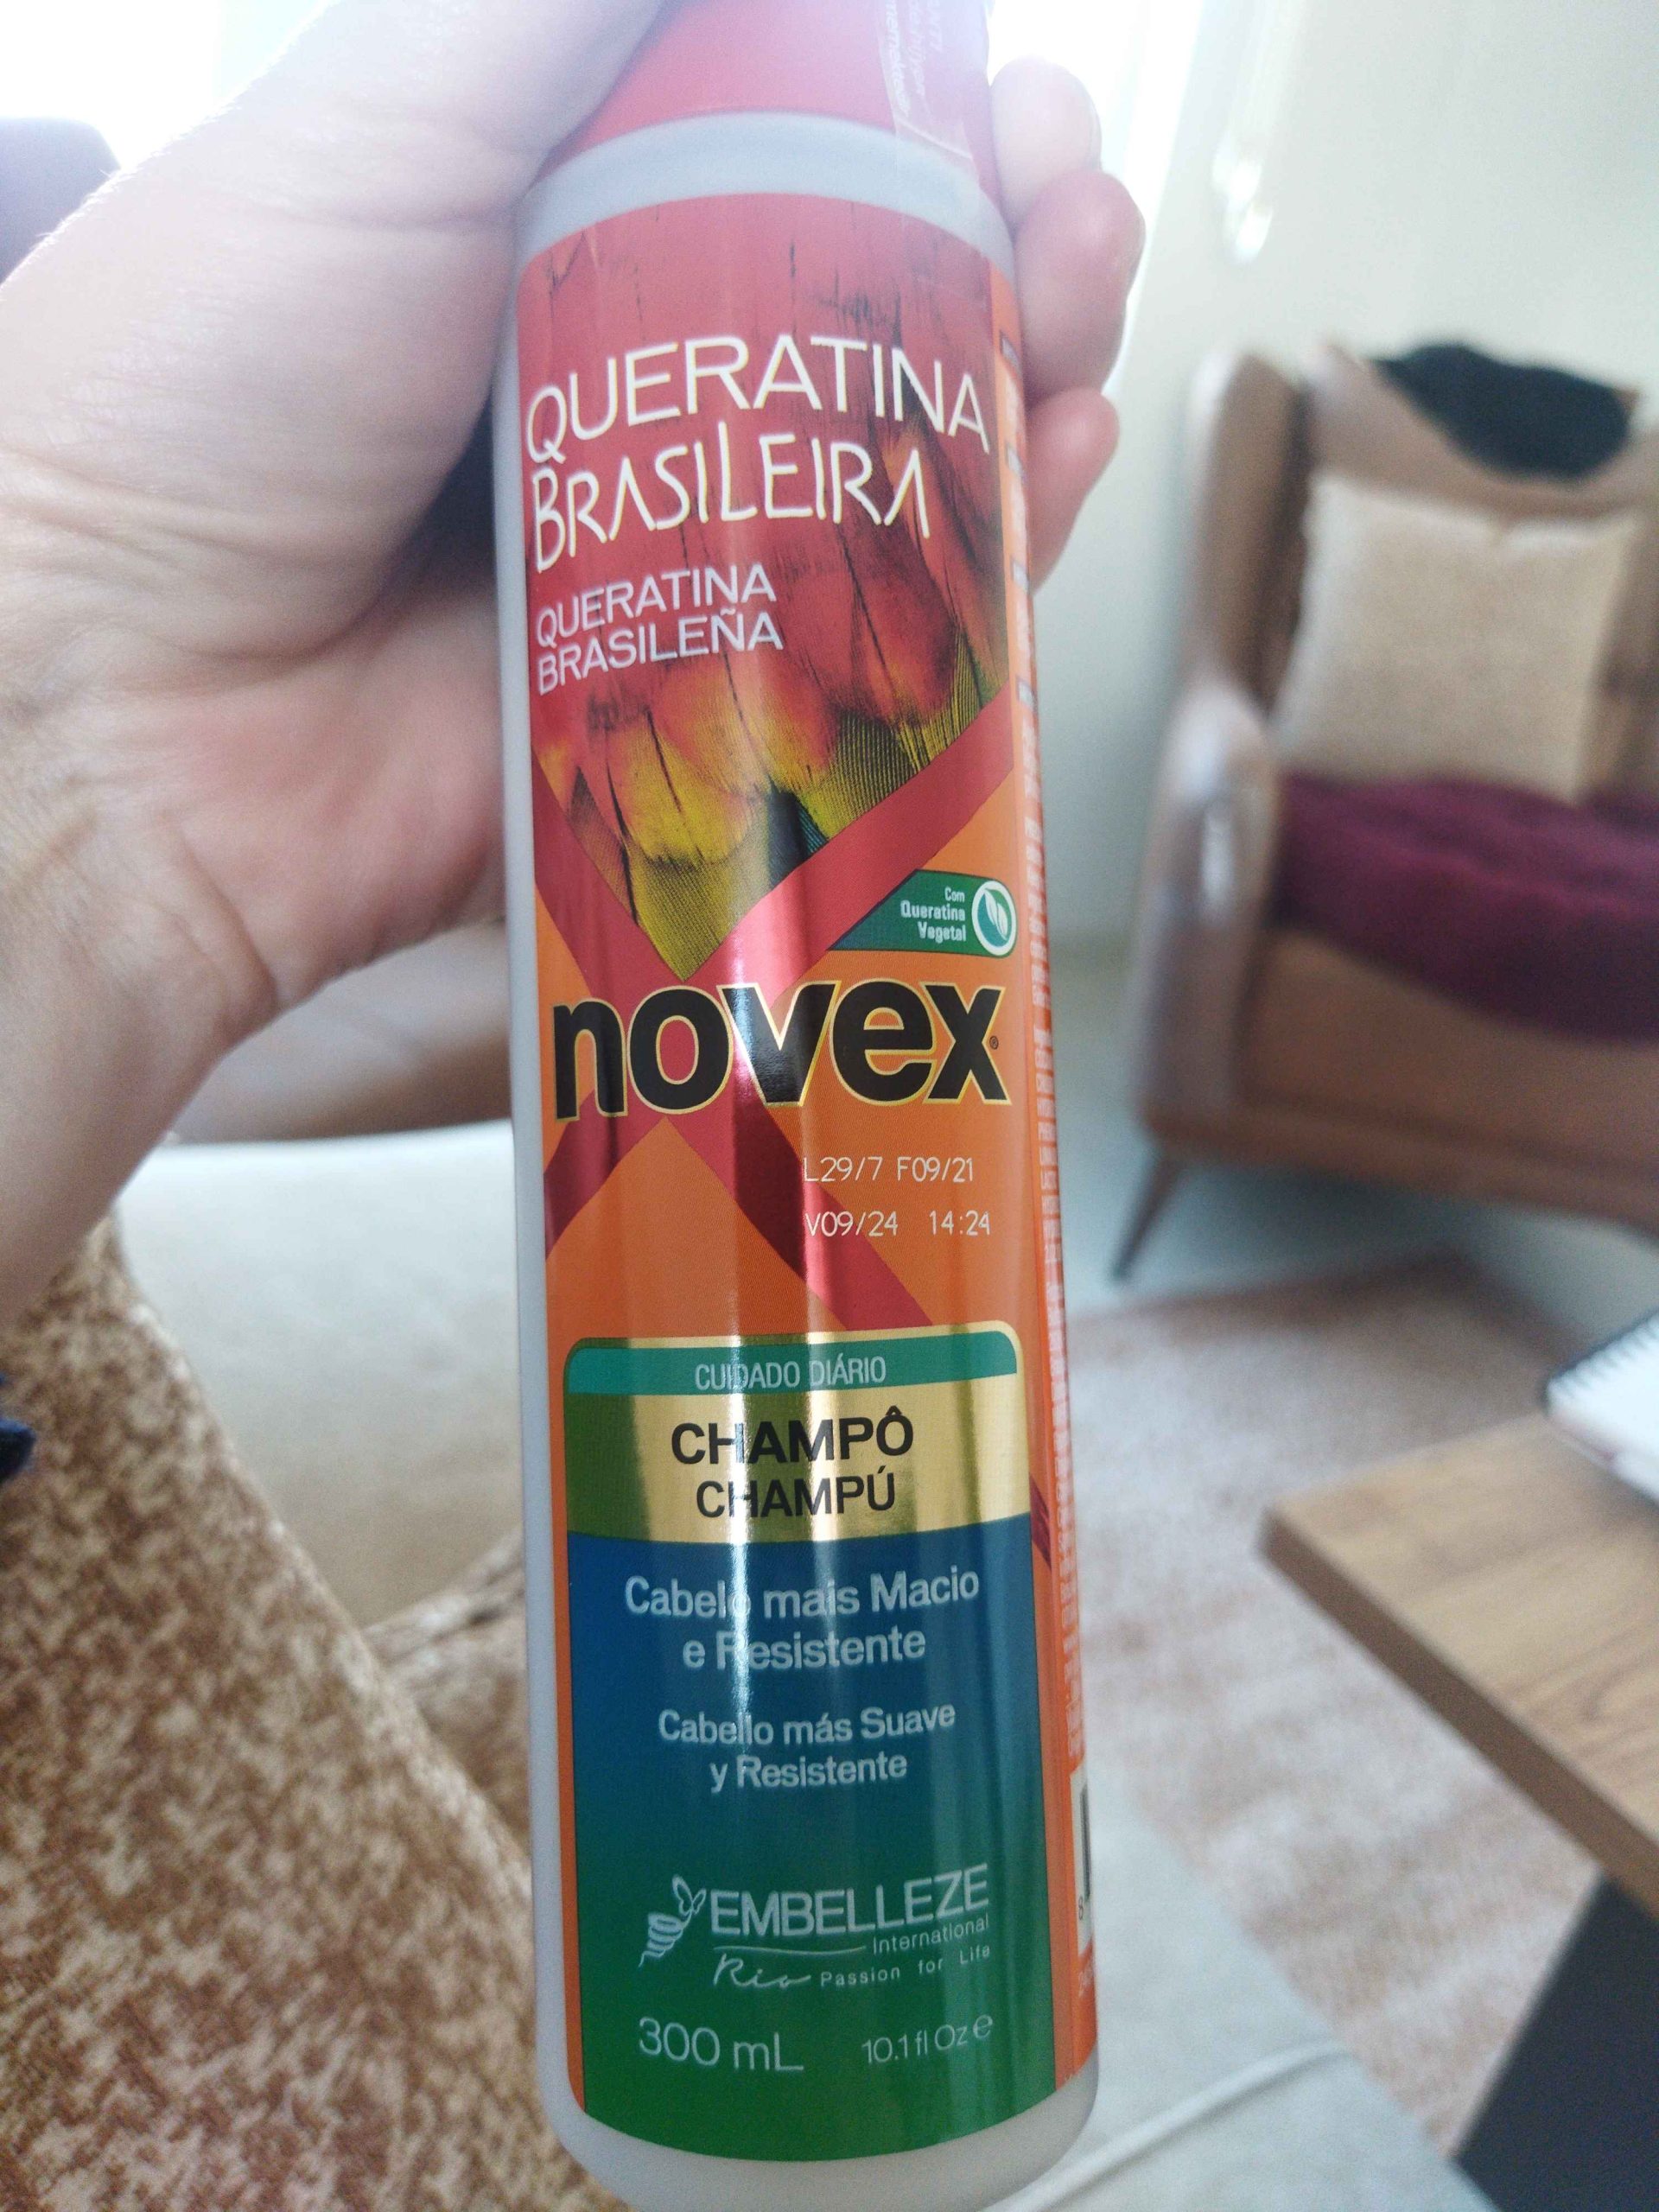 QUERATINA
BRASILEIRA
QUERATINA
BRASILEÑA
Com
Queratina
Vegetal
novex®
L29/7 F09/21
V09/24 14:24
CUIDADO DIÁRIO
CHAMPÔ
CHAMPÚ
Cabelo mais Macio
e Resistente
Cabello más Suave
y Resistente
EMBELLEZE
International
Rio Passion for Life
300 mL 10.1 fl Oz e
8